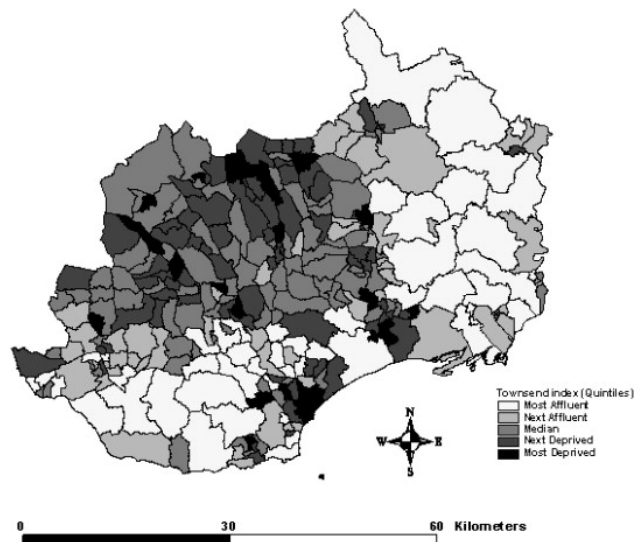 Townsend index (Quintiles)
Most Affluent
Next Affluent
Median
Next Deprived
Most Deprived
N
W E
S
0 30 60 Kilometers